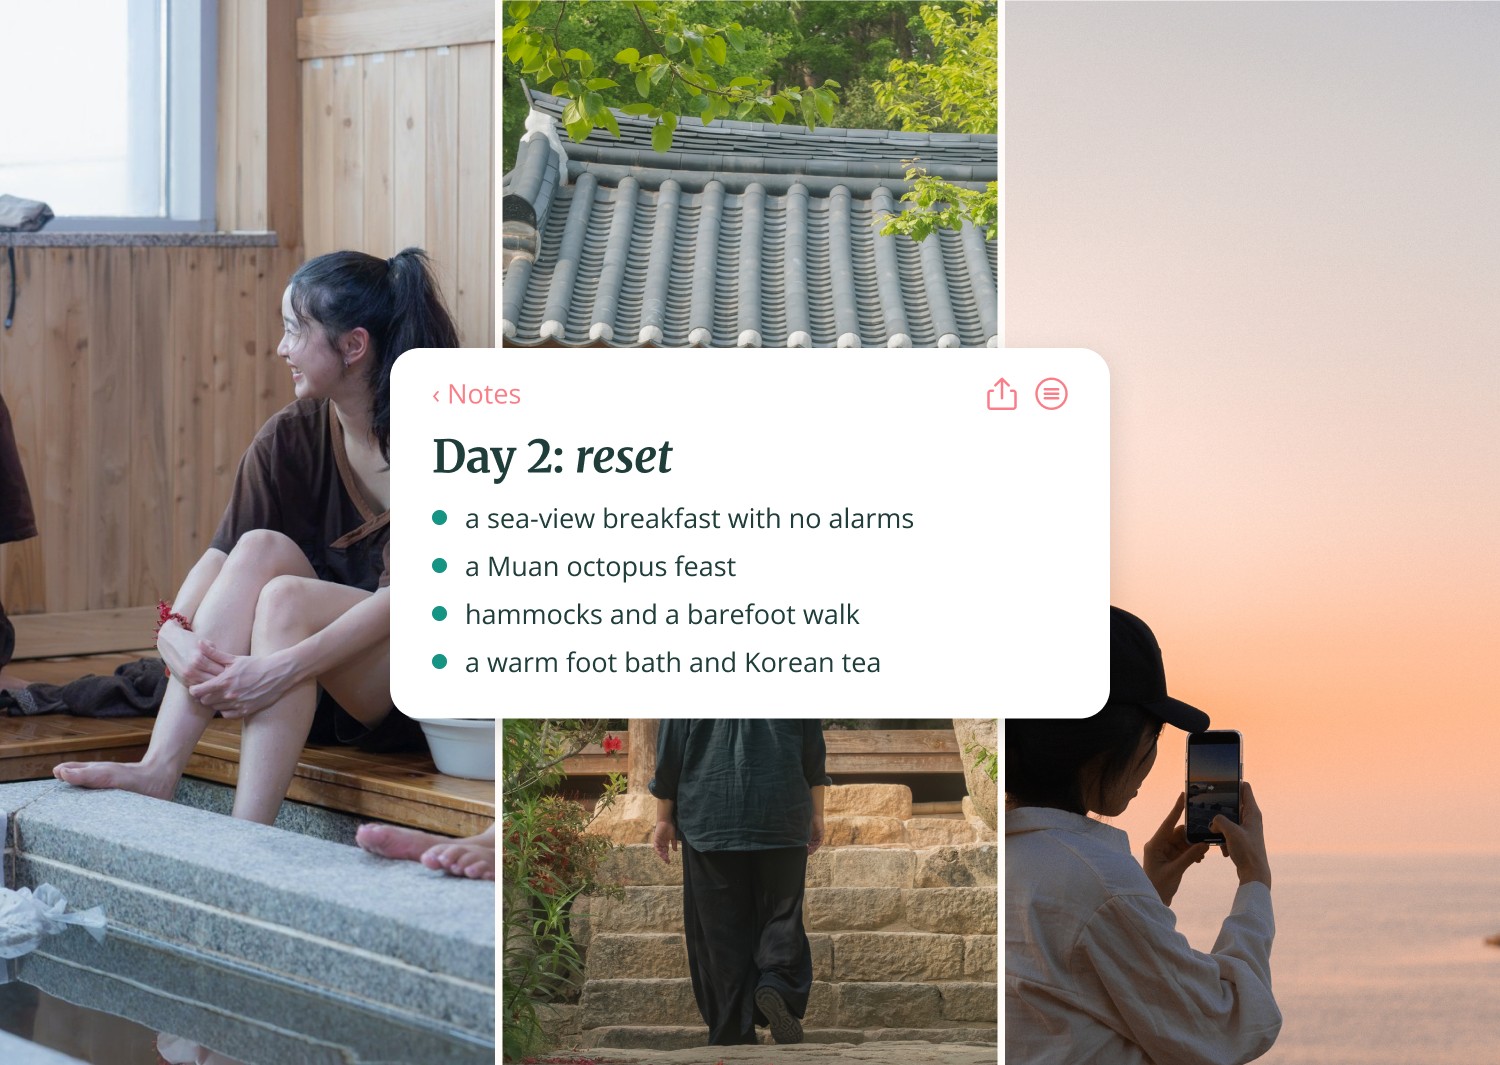 ‹ Notes
Day 2: reset
a sea-view breakfast with no alarms
a Muan octopus feast
hammocks and a barefoot walk
a warm foot bath and Korean tea